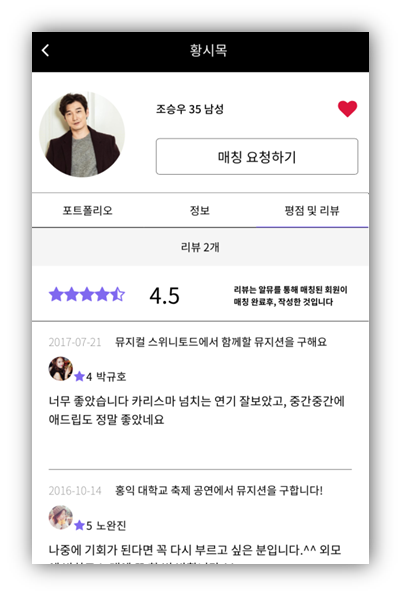 황시목
조승우 35 남성
매칭 요청하기
포트폴리오 정보 평점 및 리뷰
리뷰 2개
4.5
리뷰는 알뮤를 통해 매칭된 회원이
매칭 완료후, 작성한 것입니다
2017-07-21 뮤지컬 스위니토드에서 함께할 뮤지션을 구해요
4 박규호
너무 좋았습니다 카리스마 넘치는 연기 잘보았고, 중간중간에
애드립도 정말 좋았네요
2016-10-14 홍익 대학교 축제 공연에서 뮤지션을 구합니다!
5 노완진
나중에 기회가 된다면 꼭 다시 부르고 싶은 분입니다.^^ 외모